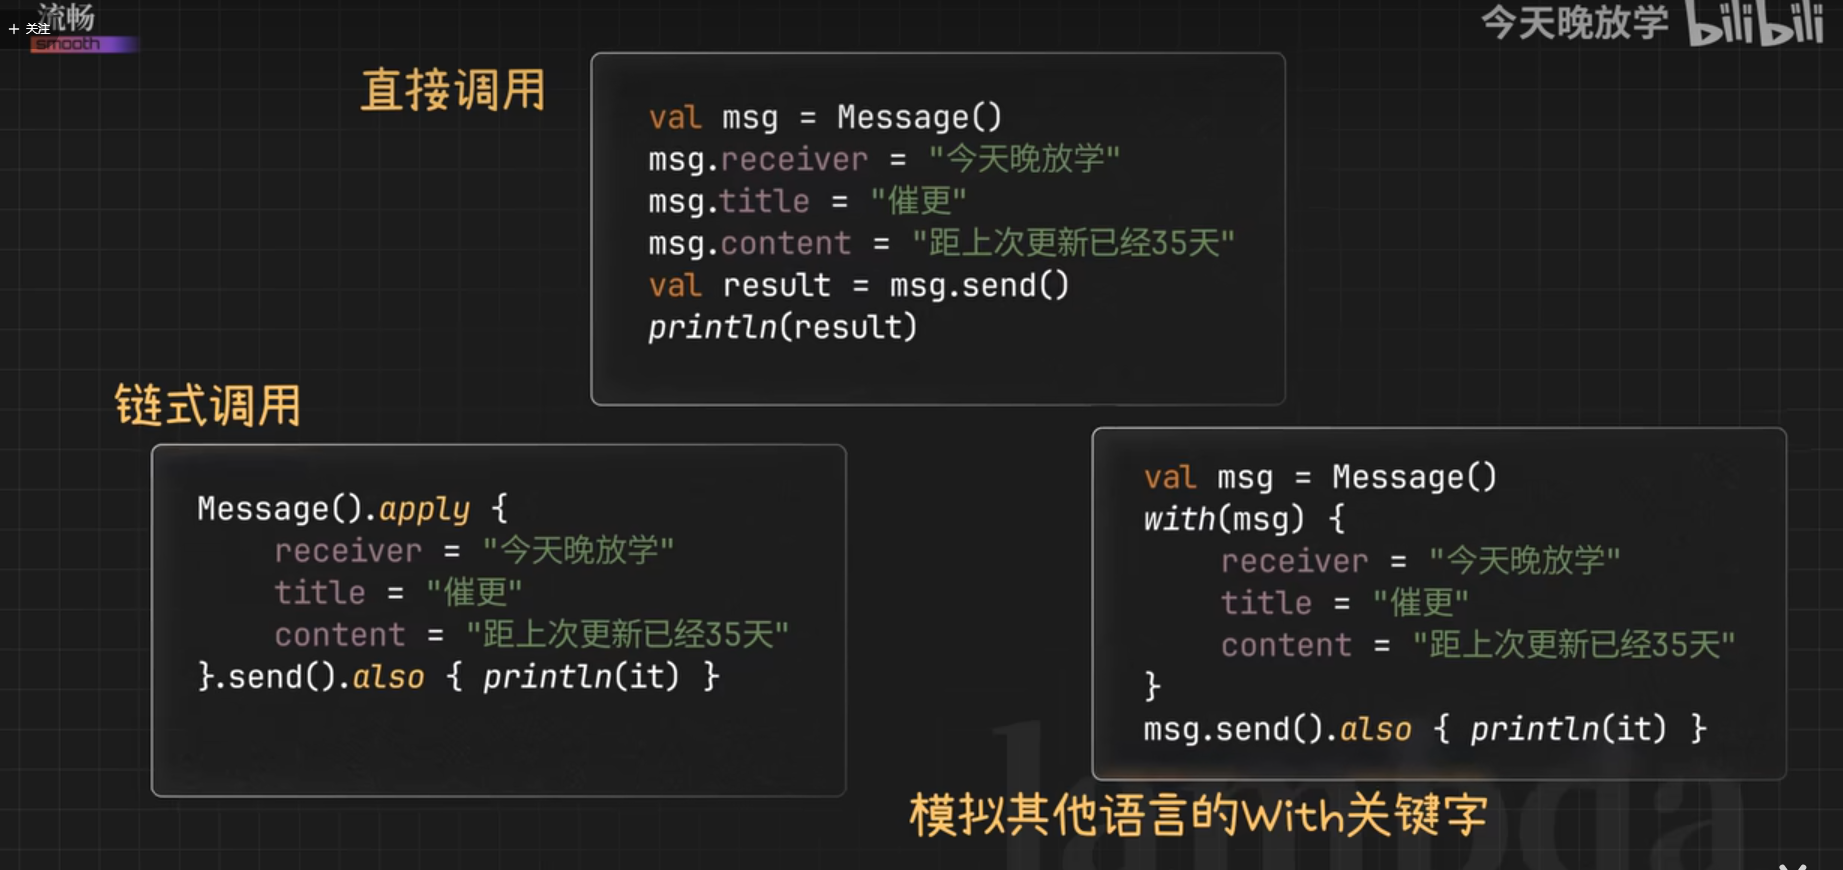 流畅
+ 关注
smooth
今天晚放学 bilibili
直接调用
val msg = Message()
msg.receiver = "今天晚放学"
msg.title = "催更"
msg.content = "距上次更新已经35天"
val result = msg.send()
println(result)
链式调用
Message().apply {
receiver = "今天晚放学"
title = "催更"
content = "距上次更新已经35天"
}.send().also { println(it) }
val msg = Message()
with(msg) {
receiver = "今天晚放学"
title = "催更"
content = "距上次更新已经35天"
}
msg.send().also { println(it) }
模拟其他语言的With关键字
lambda